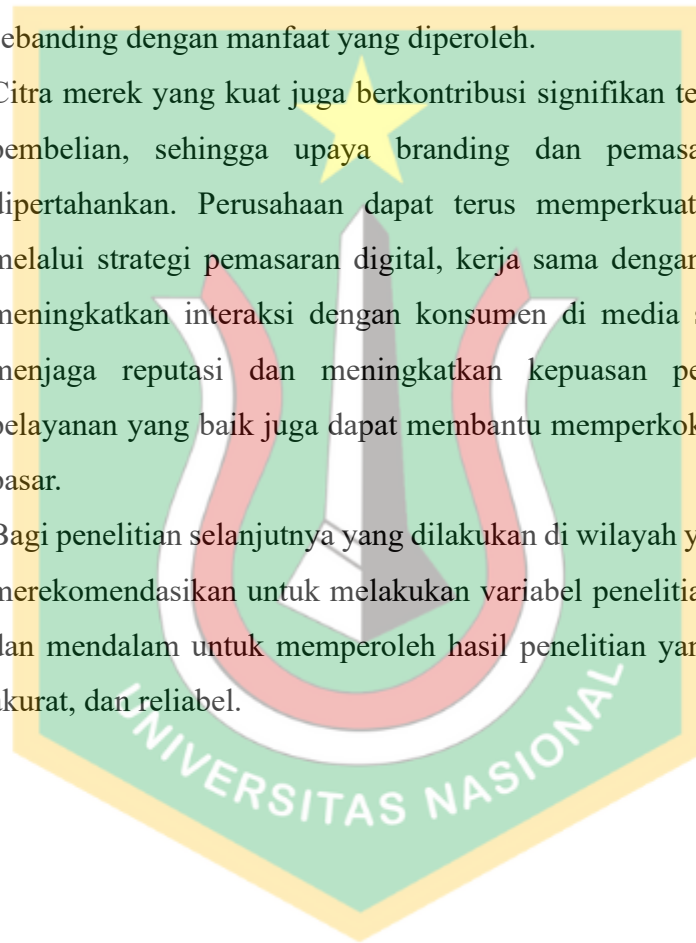 ebanding dengan manfaat yang diperoleh.
Citra merek yang kuat juga berkontribusi signifikan te
pembelian, sehingga upaya branding dan pemasa
dipertahankan. Perusahaan dapat terus memperkuat
melalui strategi pemasaran digital, kerja sama dengan
meningkatkan interaksi dengan konsumen di media s
menjaga reputasi dan meningkatkan kepuasan pe
pelayanan yang baik juga dapat membantu memperkok
pasar.
Bagi penelitian selanjutnya yang dilakukan di wilayah y
merekomendasikan untuk melakukan variabel penelitia
dan mendalam untuk memperoleh hasil penelitian yan
akurat, dan reliabel.
UNIVERSITAS NASIONAL